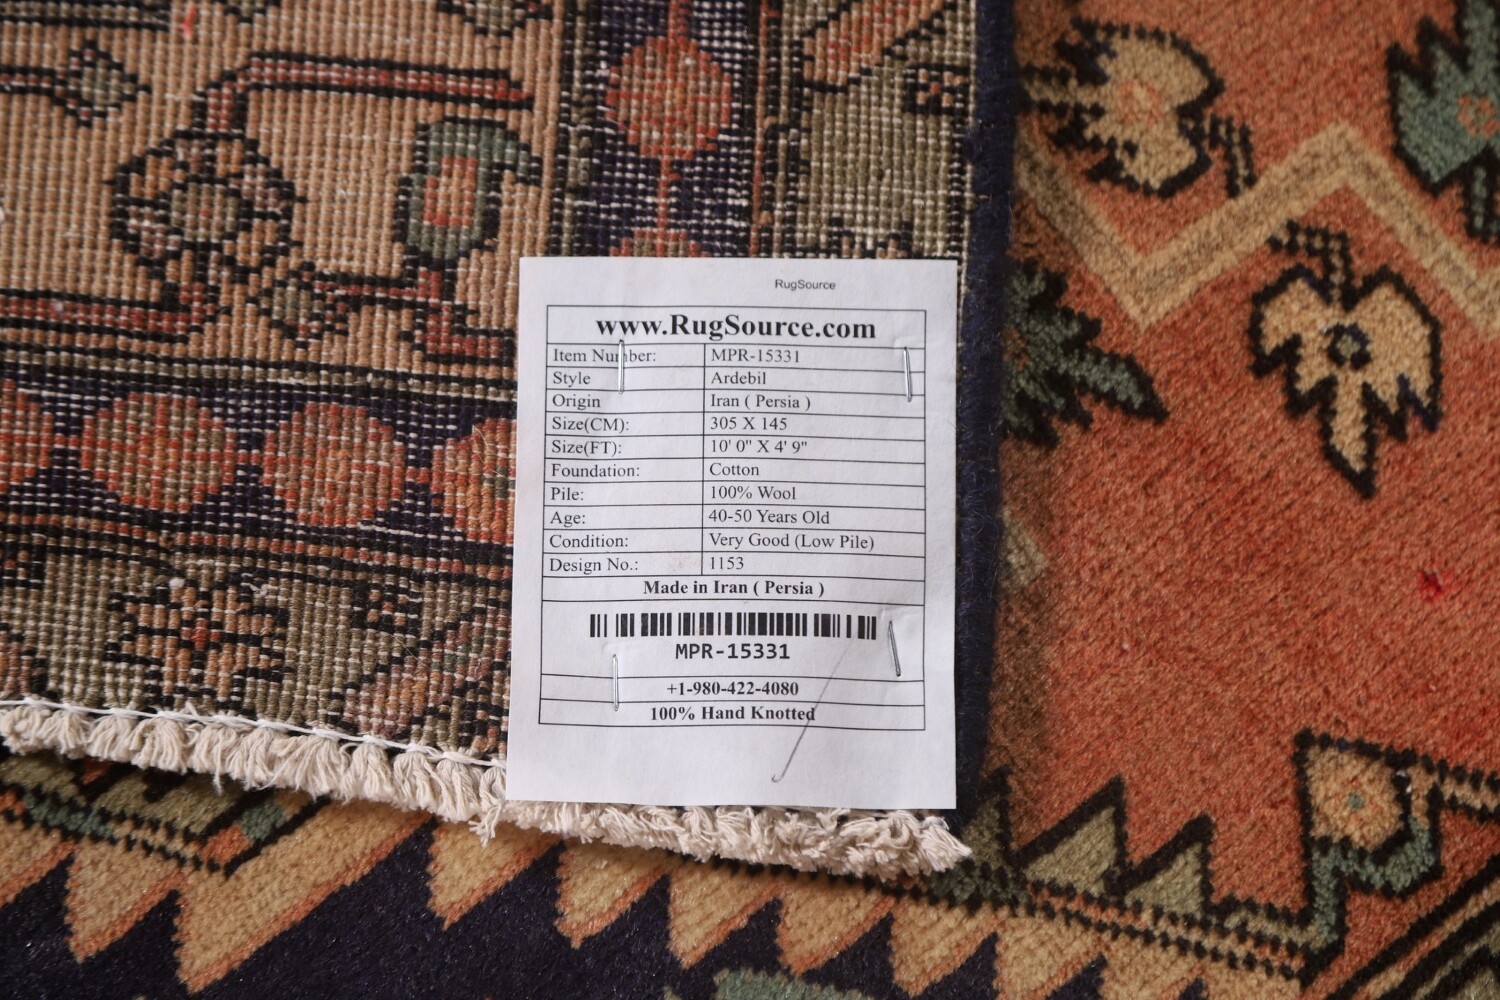 RugSource
www.RugSource.com
Item Number: MPR-15331
Style Ardebil
Origin Iran ( Persia )
Size(CM): 305 X 145
Size(FT): 10' 0" X 4' 9"
Foundation: Cotton
Pile: 100% Wool
Age: 40-50 Years Old
Condition: Very Good (Low Pile)
Design No.: 1153
Made in Iran ( Persia )
MPR-15331
+1-980-422-4080
100% Hand Knotted